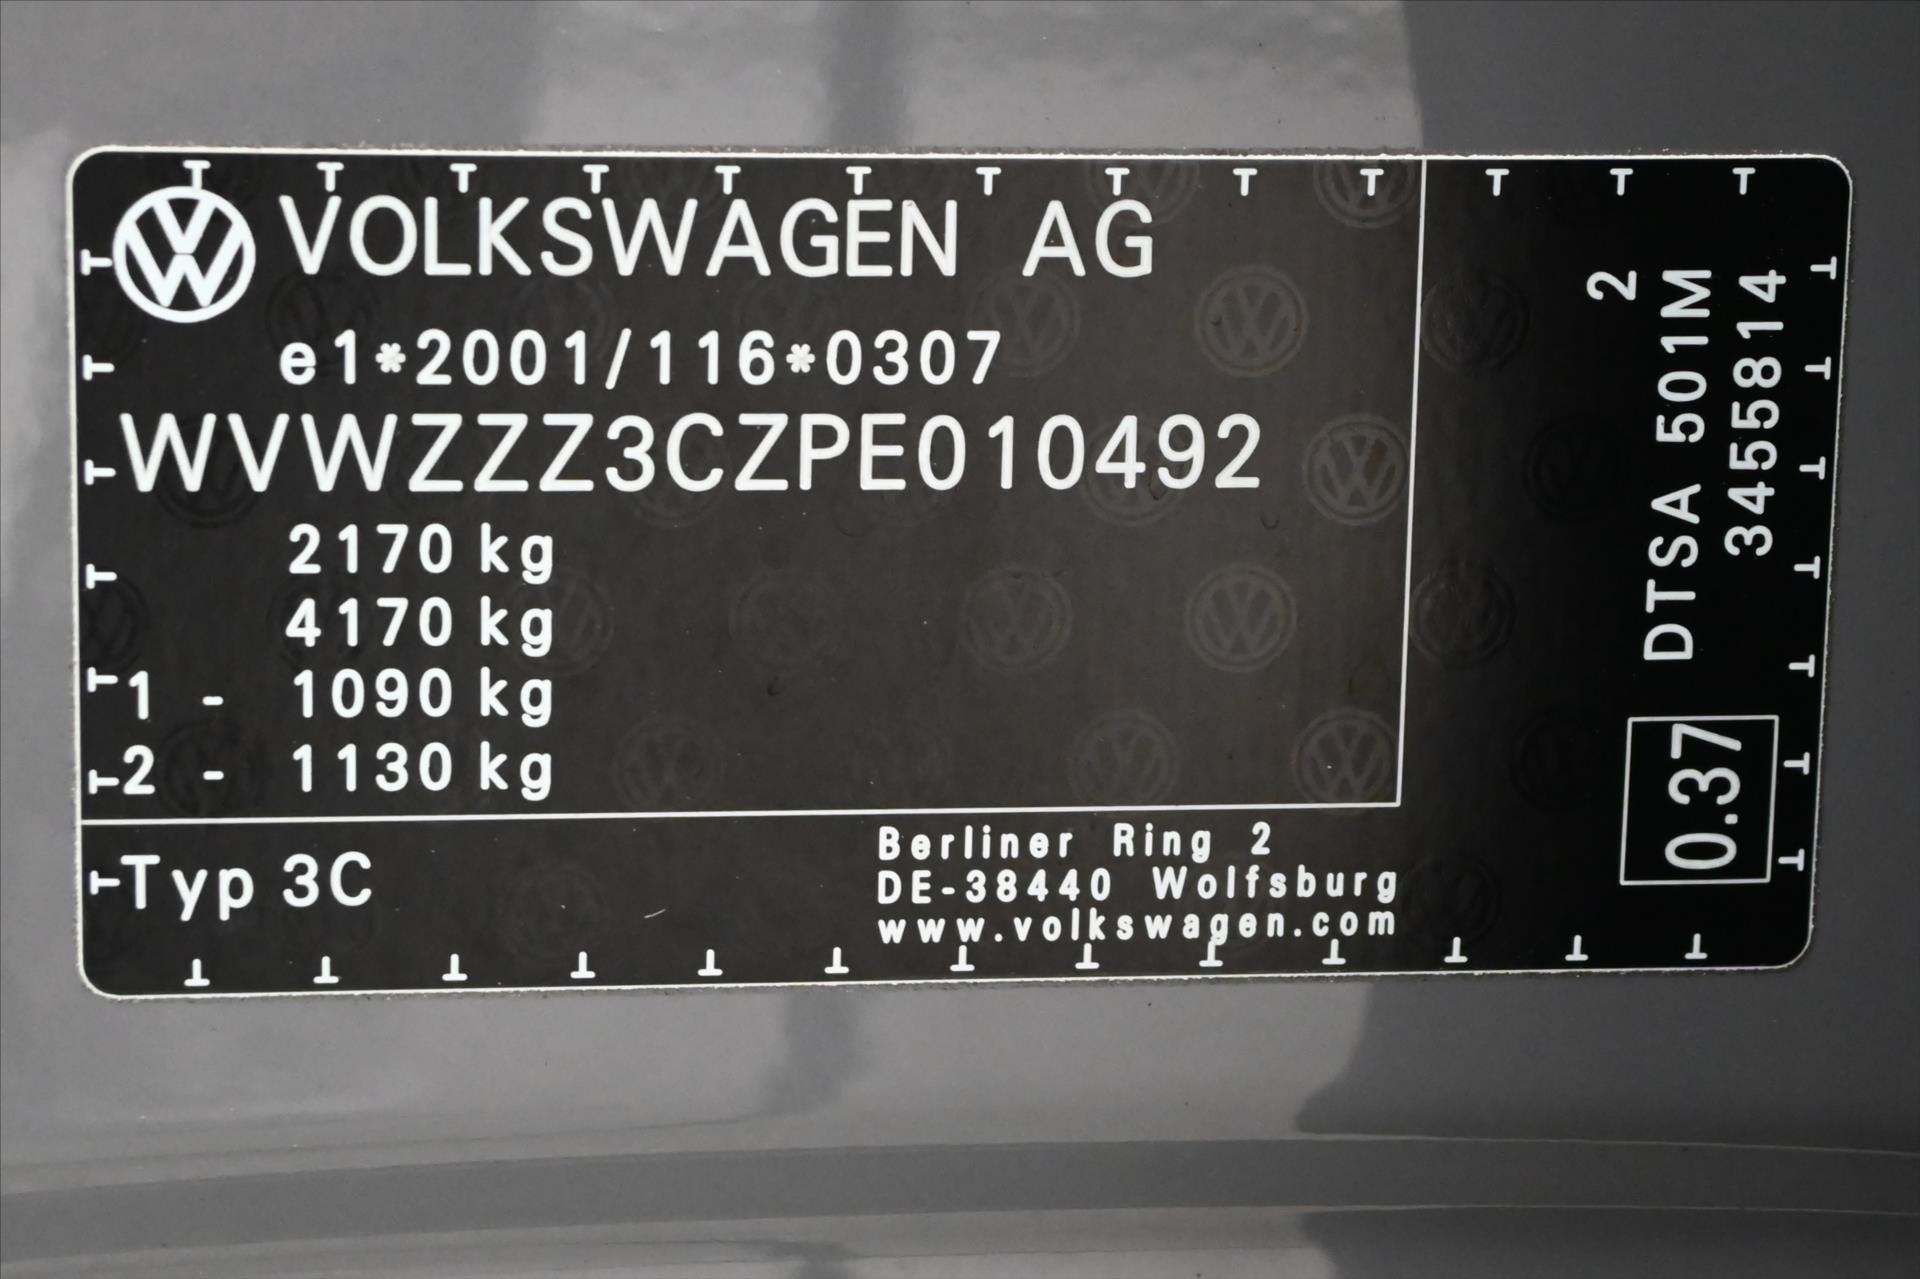 VOLKSWAGEN AG
e1*2001/116*0307
WVWZZZ3CZPE010492
2170 kg
4170 kg
1 - 1090 kg
2 - 1130 kg
Typ 3C
Berliner Ring 2
DE-38440 Wolfsburg
www.volkswagen.com
2
DTSA 501M
3455814
0.37